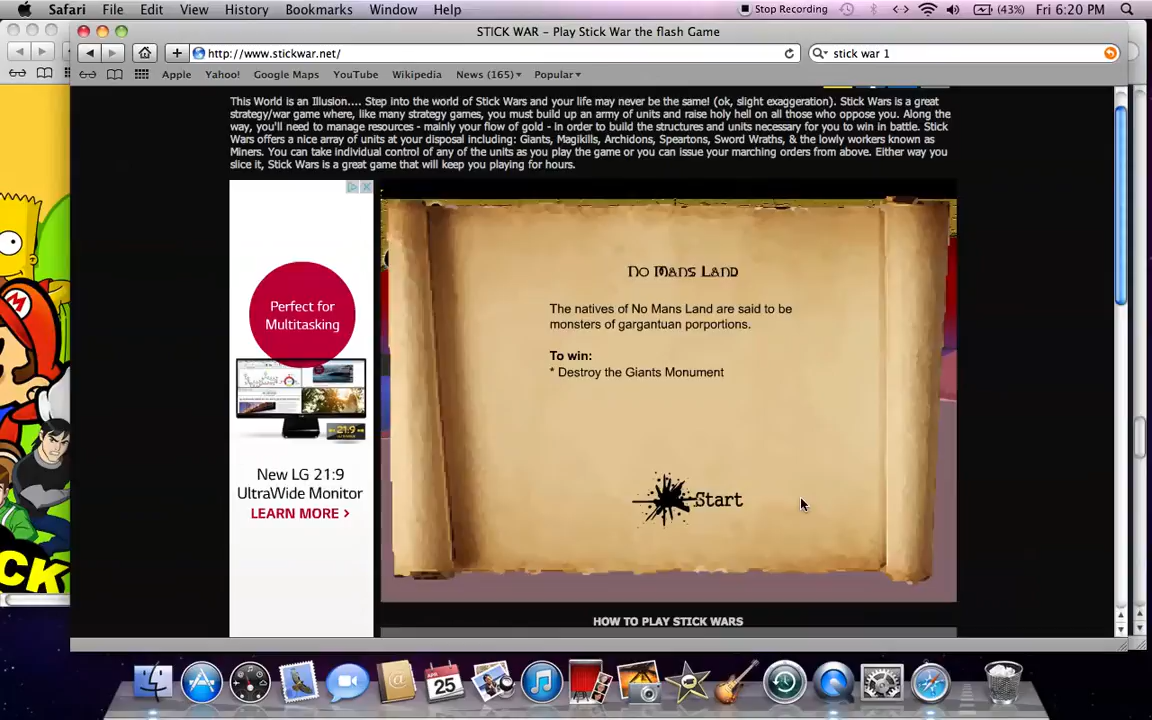 Safari File Edit View History Bookmarks Window Help Stop Recording (43%) Fri 6:20 PM
STICK WAR – Play Stick War the flash Game
http://www.stickwar.net/ stick war 1
Apple Yahoo! Google Maps YouTube Wikipedia News (165) Popular
This World is an Illusion.... Step into the world of Stick Wars and your life may never be the same! (ok, slight exaggeration). Stick Wars is a great
strategy/war game where, like many strategy games, you must build up an army of units and raise holy hell on all those who oppose you. Along the
way, you'll need to manage resources - mainly your flow of gold - in order to build the structures and units necessary for you to win in battle. Stick
Wars offers a nice array of units at your disposal including: Giants, Magikills, Archidons, Speartons, Sword Wraths, & the lowly workers known as
Miners. You can take individual control of any of the units as you play the game or you can issue your marching orders from above. Either way you
slice it, Stick Wars is a great game that will keep you playing for hours.
Perfect for
Multitasking
21:9
New LG 21:9
UltraWide Monitor
LEARN MORE >
No Mans Land
The natives of No Mans Land are said to be
monsters of gargantuan porportions.
To win:
* Destroy the Giants Monument
Start
HOW TO PLAY STICK WARS
CK
M
JUL
25